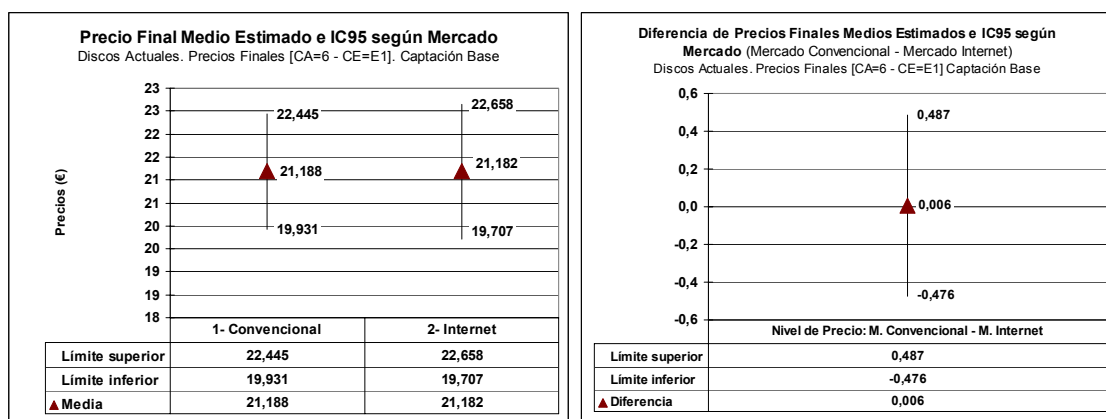 Precio Final Medio Estimado e IC95 según Mercado
Discos Actuales. Precios Finales [CA=6 - CE=E1]. Captación Base
Precios (€)
23
23
22
22
21
21
20
20
19
19
18
22,445
21,188
19,931
22,658
21,182
19,707
1- Convencional 2- Internet
Límite superior 22,445 22,658
Límite inferior 19,931 19,707
Media 21,188 21,182
Diferencia de Precios Finales Medios Estimados e IC95 según
Mercado (Mercado Convencional - Mercado Internet)
Discos Actuales. Precios Finales [CA=6 - CE=E1] Captación Base
0,6
0,4
0,2
0,0
-0,2
-0,4
-0,6
0,487
0,006
-0,476
Nivel de Precio: M. Convencional - M. Internet
Límite superior 0,487
Límite inferior -0,476
Diferencia 0,006